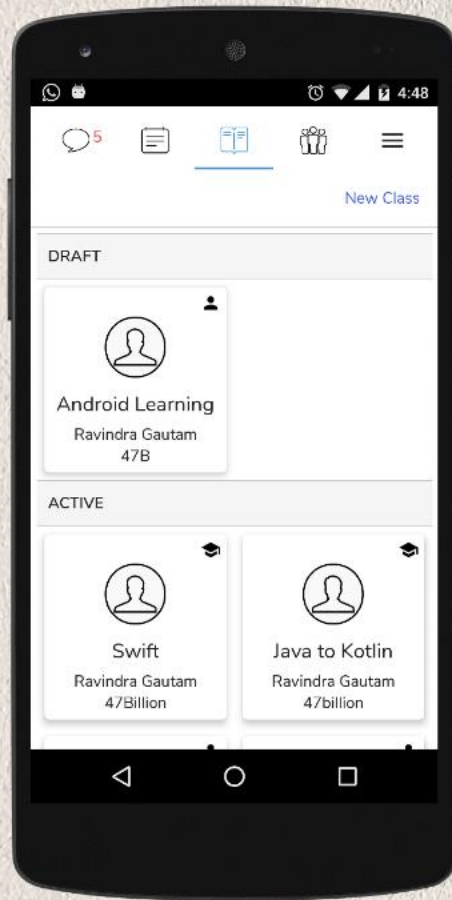 4:48
5
New Class
DRAFT
Android Learning
Ravindra Gautam
47B
ACTIVE
Swift
Ravindra Gautam
47Billion
Java to Kotlin
Ravindra Gautam
47billion